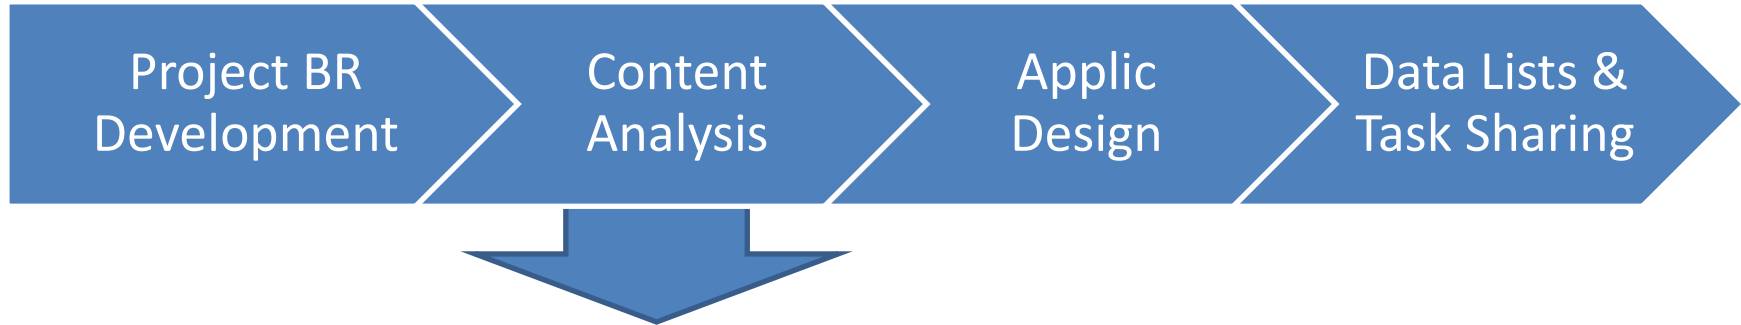 Project BR
Development
Content
Analysis
Applic
Design
Data Lists &
Task Sharing